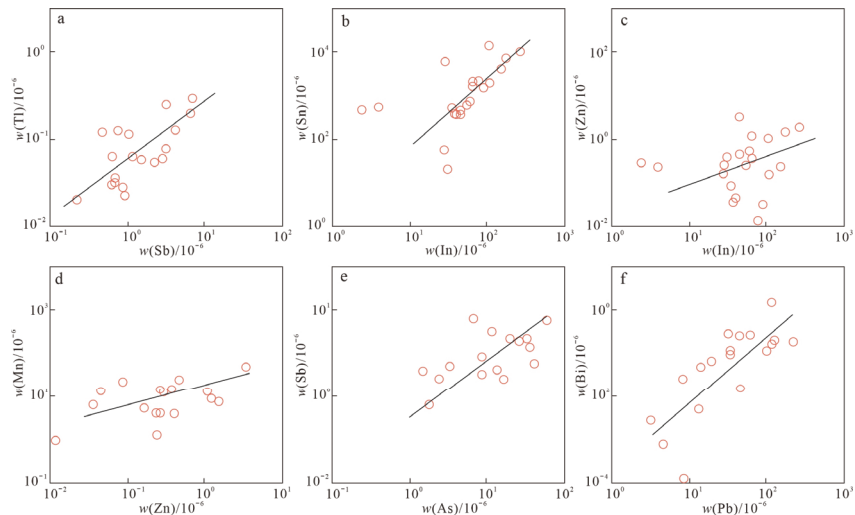 a
10⁰
10⁻¹
10⁻²
w(Tl)/10⁻⁶
10⁻¹
10⁰
10¹
10²
w(Sb)/10⁻⁶
b
10⁴
10²
10⁰
w(Sn)/10⁻⁶
10⁰
10¹
10²
10³
w(In)/10⁻⁶
c
10²
10⁰
10⁻²
w(Zn)/10⁻⁶
10⁰
10¹
10²
10³
w(In)/10⁻⁶
d
10³
10¹
10⁻¹
w(Mn)/10⁻⁶
10⁻²
10⁻¹
10⁰
10¹
w(Zn)/10⁻⁶
e
10²
10⁰
10⁻²
w(Sb)/10⁻⁶
10⁻¹
10⁰
10¹
10²
w(As)/10⁻⁶
f
10⁰
10⁻²
10⁻⁴
w(Bi)/10⁻⁶
10⁰
10¹
10²
10³
w(Pb)/10⁻⁶